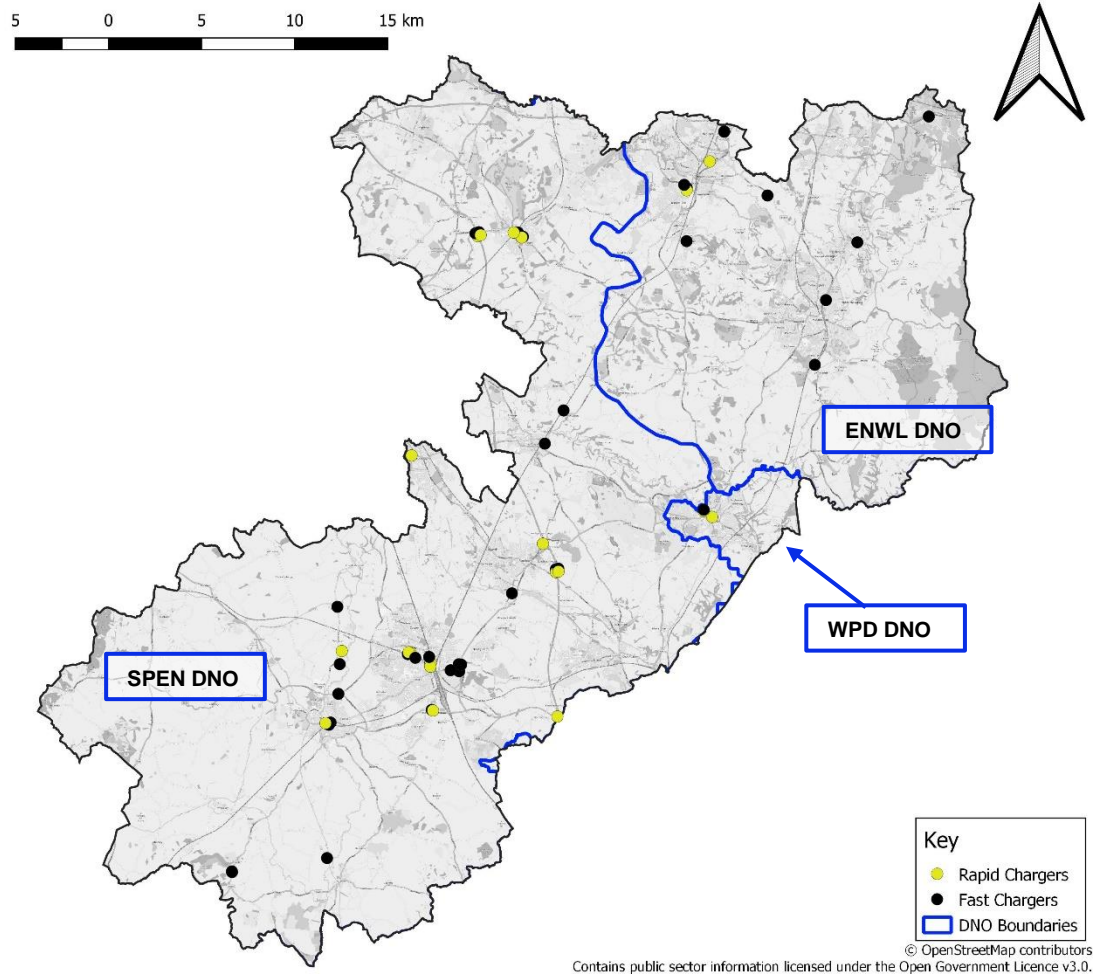 5 0 5 10 15 km
ENWL DNO
WPD DNO
SPEN DNO
Key
Rapid Chargers
Fast Chargers
DNO Boundaries
© OpenStreetMap contributors
Contains public sector information licensed under the Open Government Licence v3.0.